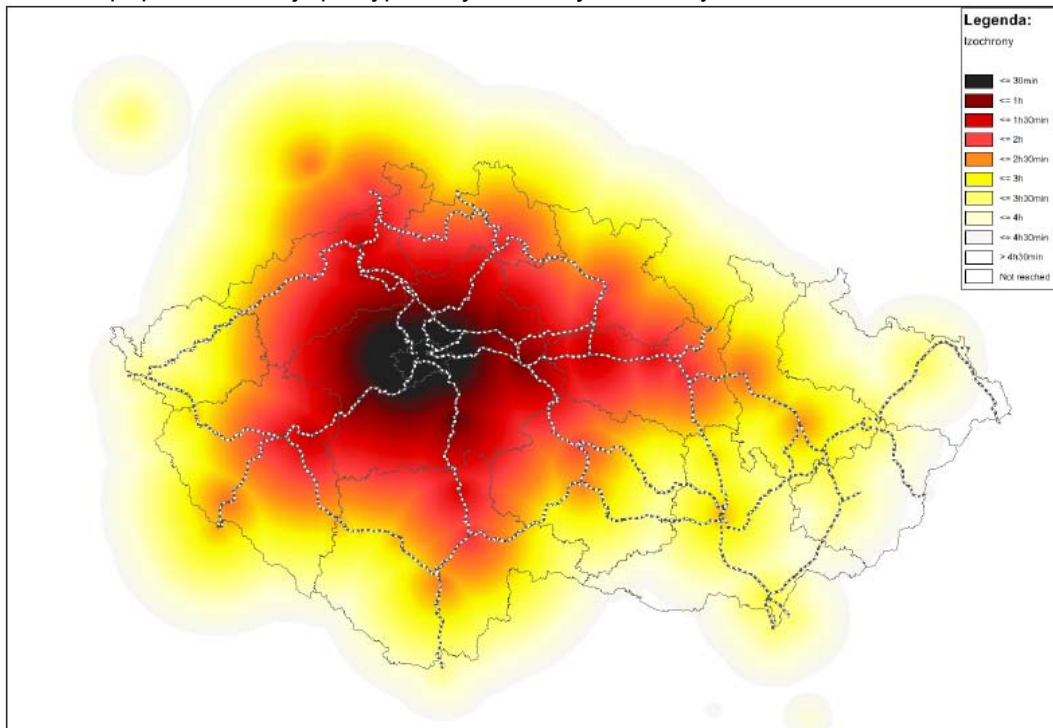 Legenda:
Izochrony
<= 30min
<= 1h
<= 1h30min
<= 2h
<= 2h30min
<= 3h
<= 3h30min
<= 4h
<= 4h30min
> 4h30min
Not reached